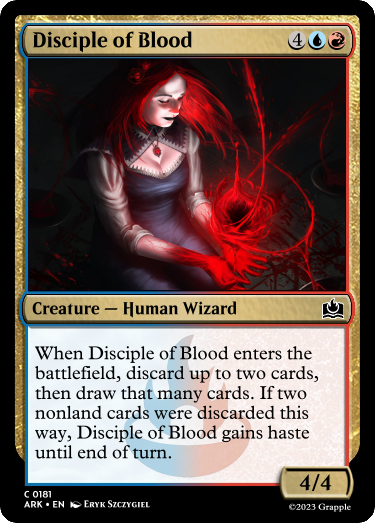 Disciple of Blood 4
Creature — Human Wizard
When Disciple of Blood enters the
battlefield, discard up to two cards,
then draw that many cards. If two
nonland cards were discarded this
way, Disciple of Blood gains haste
until end of turn.
4/4
C 0181
ARK • EN Eryk Szczygiel
©2023 Grapple